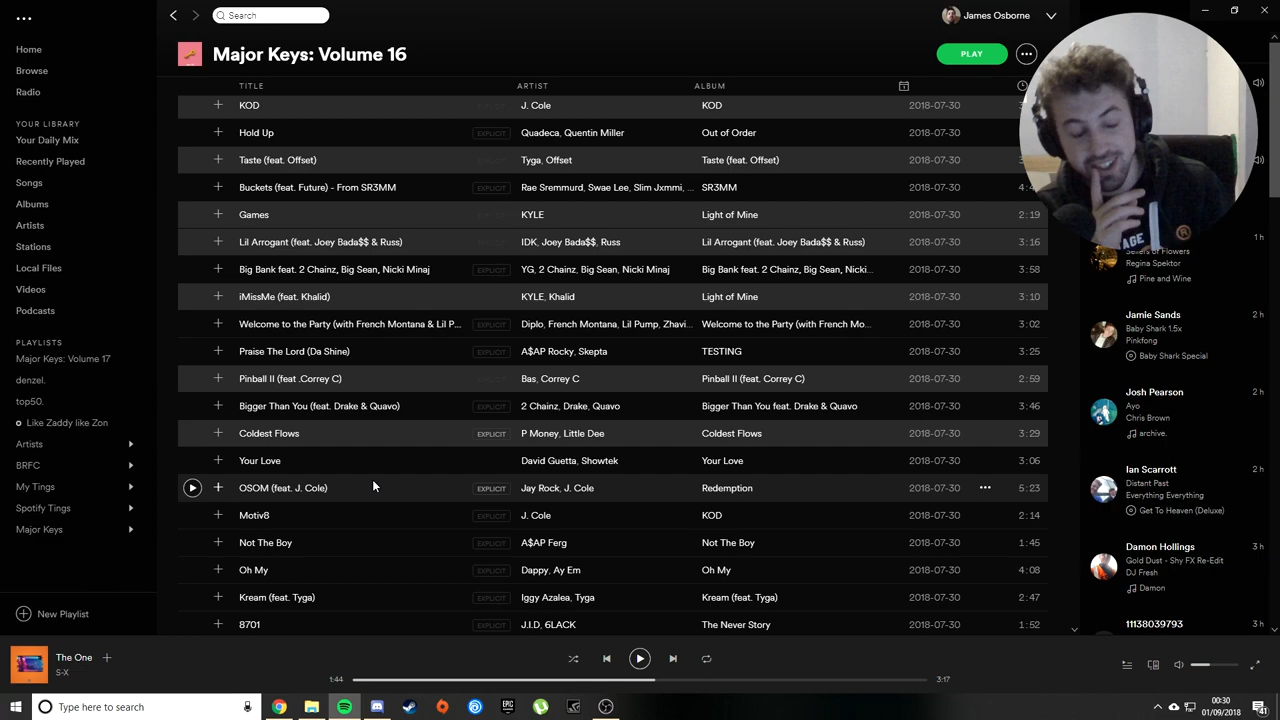 Search
James Osborne
Home
Browse
Radio
YOUR LIBRARY
Your Daily Mix
Recently Played
Songs
Albums
Artists
Stations
Local Files
Videos
Podcasts
PLAYLISTS
Major Keys: Volume 17
denzel.
top50.
Like Zaddy like Zon
Artists
BRFC
My Tings
Spotify Tings
Major Keys
New Playlist
Major Keys: Volume 16
PLAY
TITLE ARTIST ALBUM
KOD EXPLICIT J. Cole KOD 2018-07-30
Hold Up EXPLICIT Quadeca, Quentin Miller Out of Order 2018-07-30
Taste (feat. Offset) EXPLICIT Tyga, Offset Taste (feat. Offset) 2018-07-30
Buckets (feat. Future) - From SR3MM EXPLICIT Rae Sremmurd, Swae Lee, Slim Jxmmi, ... SR3MM 2018-07-30
Games EXPLICIT KYLE Light of Mine 2018-07-30 2:19
Lil Arrogant (feat. Joey Bada$$ & Russ) EXPLICIT IDK, Joey Bada$$, Russ Lil Arrogant (feat. Joey Bada$$ & Russ) 2018-07-30 3:16
Big Bank feat. 2 Chainz, Big Sean, Nicki Minaj EXPLICIT YG, 2 Chainz, Big Sean, Nicki Minaj Big Bank feat. 2 Chainz, Big Sean, Nicki... 2018-07-30 3:58
iMissMe (feat. Khalid) KYLE, Khalid Light of Mine 2018-07-30 3:10
Welcome to the Party (with French Montana & Lil P... EXPLICIT Diplo, French Montana, Lil Pump, Zhavi... Welcome to the Party (with French Mo... 2018-07-30 3:02
Praise The Lord (Da Shine) EXPLICIT A$AP Rocky, Skepta TESTING 2018-07-30 3:25
Pinball II (feat .Correy C) EXPLICIT Bas, Correy C Pinball II (feat. Correy C) 2018-07-30 2:59
Bigger Than You (feat. Drake & Quavo) EXPLICIT 2 Chainz, Drake, Quavo Bigger Than You feat. Drake & Quavo 2018-07-30 3:46
Coldest Flows EXPLICIT P Money, Little Dee Coldest Flows 2018-07-30 3:29
Your Love David Guetta, Showtek Your Love 2018-07-30 3:06
OSOM (feat. J. Cole) EXPLICIT Jay Rock, J. Cole Redemption 2018-07-30 5:23
Motiv8 EXPLICIT J. Cole KOD 2018-07-30 2:14
Not The Boy EXPLICIT A$AP Ferg Not The Boy 2018-07-30 1:45
Oh My EXPLICIT Dappy, Ay Em Oh My 2018-07-30 4:08
Kream (feat. Tyga) EXPLICIT Iggy Azalea, Tyga Kream (feat. Tyga) 2018-07-30 2:47
8701 EXPLICIT J.I.D, 6LACK The Never Story 2018-07-30 1:52
1 h
Regina Spektor
Pine and Wine
Jamie Sands 2 h
Baby Shark 1.5x
Pinkfong
Baby Shark Special
Josh Pearson 2 h
Ayo
Chris Brown
archive.
Ian Scarrott 2 h
Distant Past
Everything Everything
Get To Heaven (Deluxe)
Damon Hollings 3 h
Gold Dust - Shy FX Re-Edit
DJ Fresh
Damon
11138039793 3 h
The One
S-X
1:44 3:17
Type here to search
EPIC
00:30
01/09/2018
41